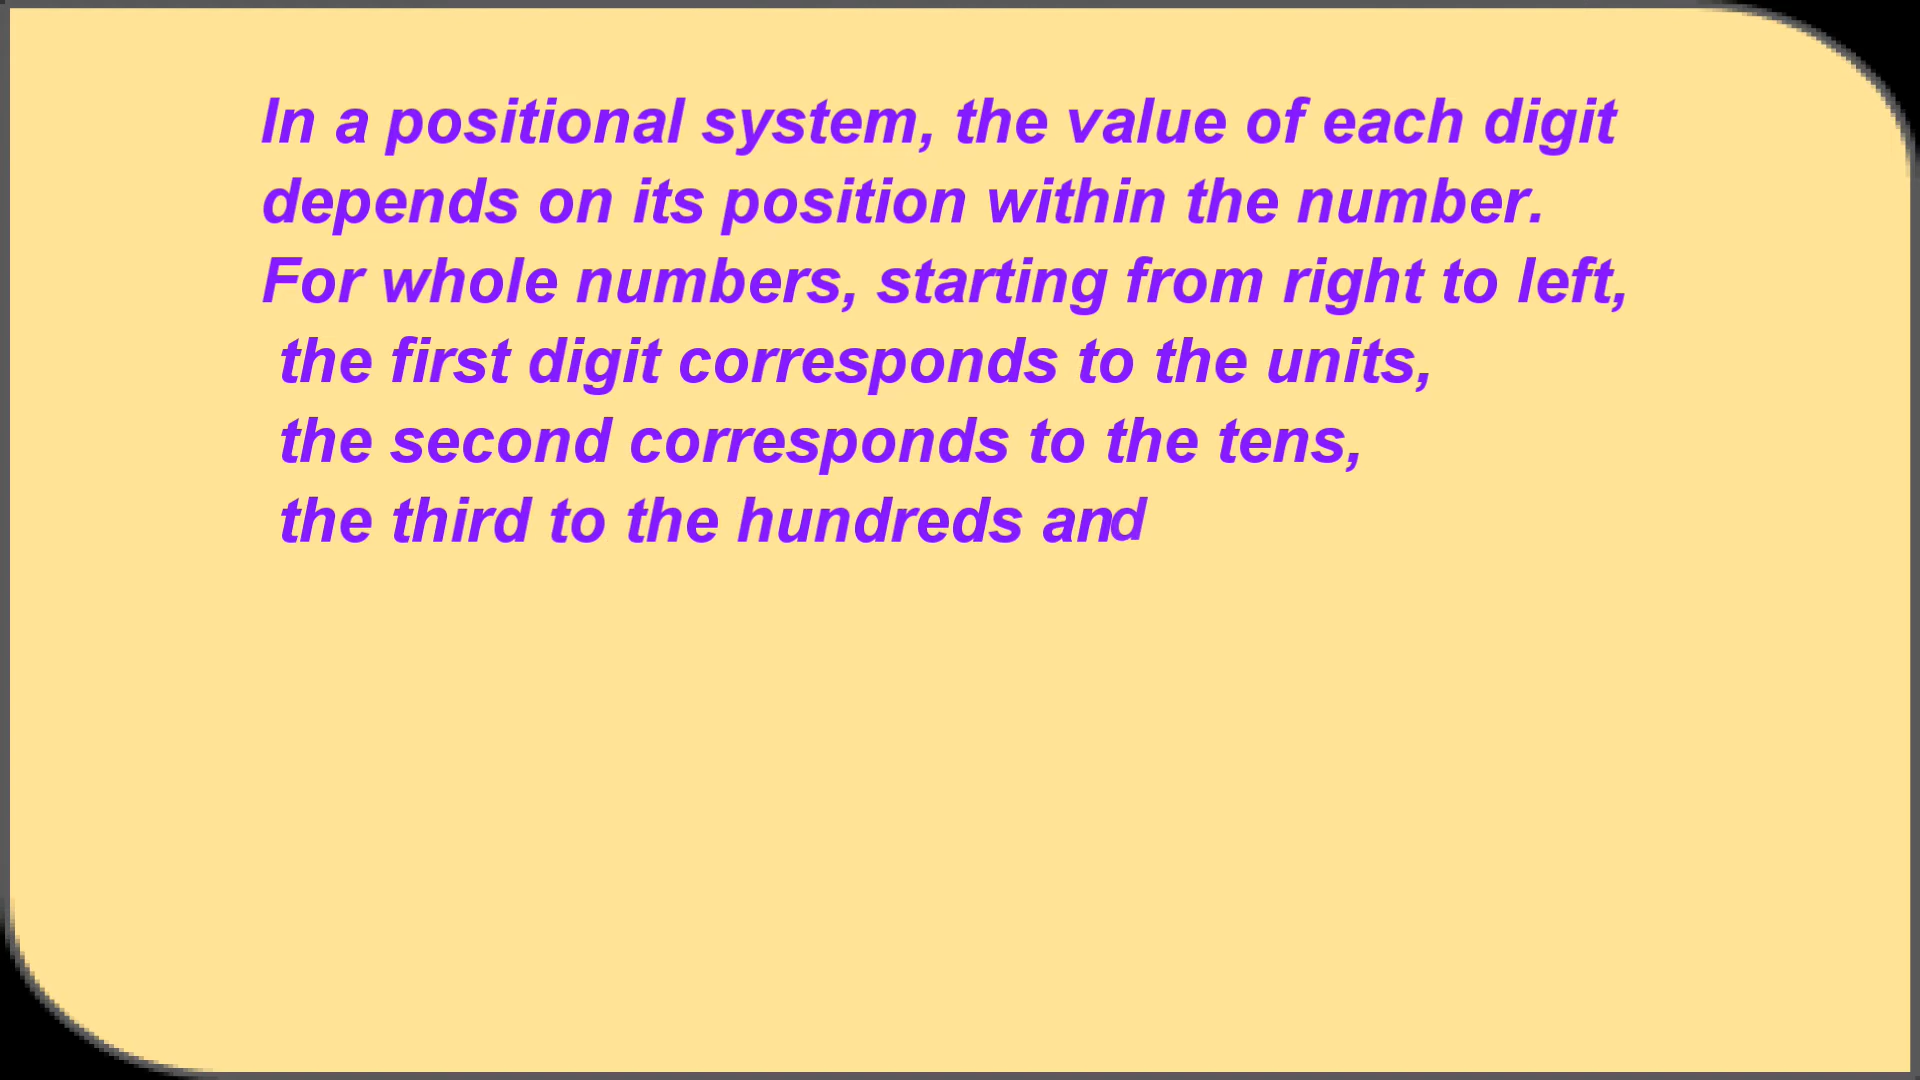 In a positional system, the value of each digit
depends on its position within the number.
For whole numbers, starting from right to left,
the first digit corresponds to the units,
the second corresponds to the tens,
the third to the hundreds and